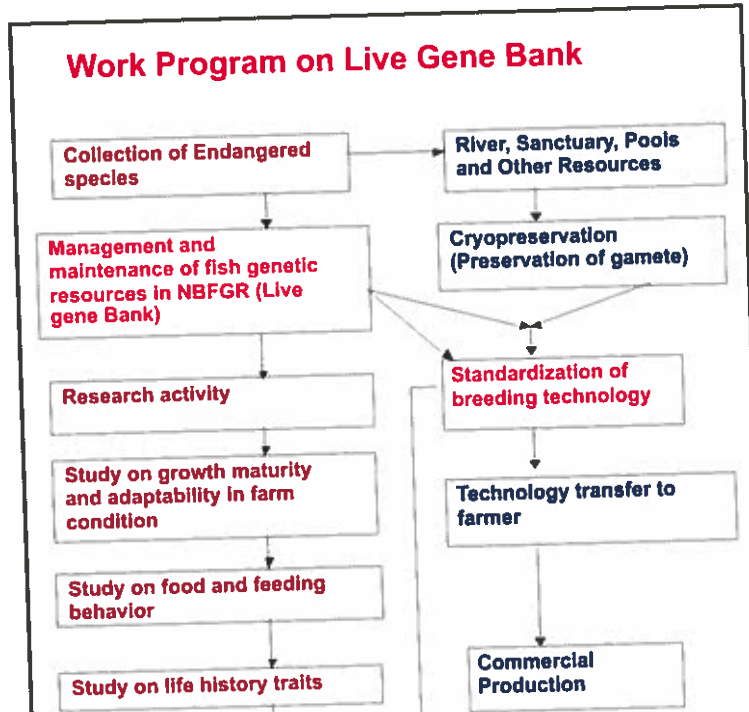 Work Program on Live Gene Bank
Collection of Endangered
species
River, Sanctuary, Pools
and Other Resources
Management and
maintenance of fish genetic
resources in NBFGR (Live
gene Bank)
Cryopreservation
(Preservation of gamete)
Research activity
Standardization of
breeding technology
Study on growth maturity
and adaptability in farm
condition
Technology transfer to
farmer
Study on food and feeding
behavior
Study on life history traits
Commercial
Production